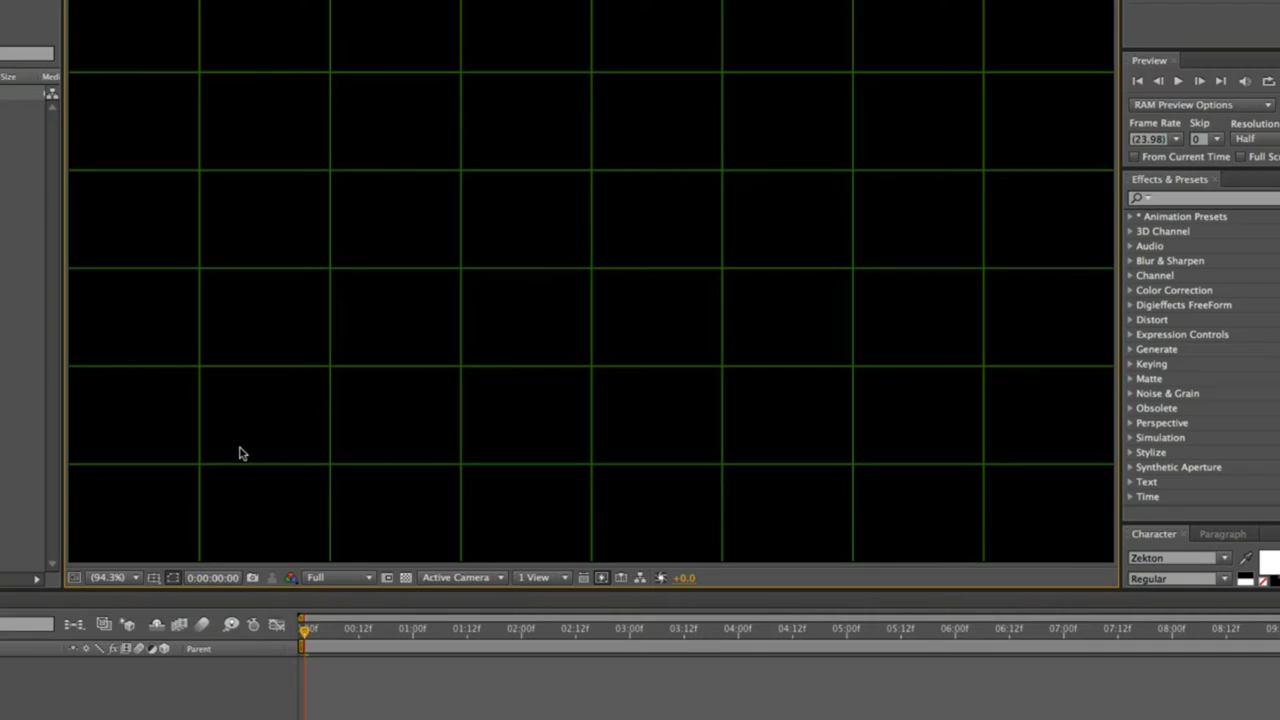 Size Medi
Preview
RAM Preview Options
Frame Rate Skip Resolution
(23.98) 0 Half
From Current Time Full Scr
Effects & Presets
* Animation Presets
3D Channel
Audio
Blur & Sharpen
Channel
Color Correction
Digieffects FreeForm
Distort
Expression Controls
Generate
Keying
Matte
Noise & Grain
Obsolete
Perspective
Simulation
Stylize
Synthetic Aperture
Text
Time
Character Paragraph
Zekton
Regular
(94.3%) 0:00:00:00 Full Active Camera 1 View +0.0
00f 00:12f 01:00f 01:12f 02:00f 02:12f 03:00f 03:12f 04:00f 04:12f 05:00f 05:12f 06:00f 06:12f 07:00f 07:12f 08:00f 08:12f 09:
fx Parent